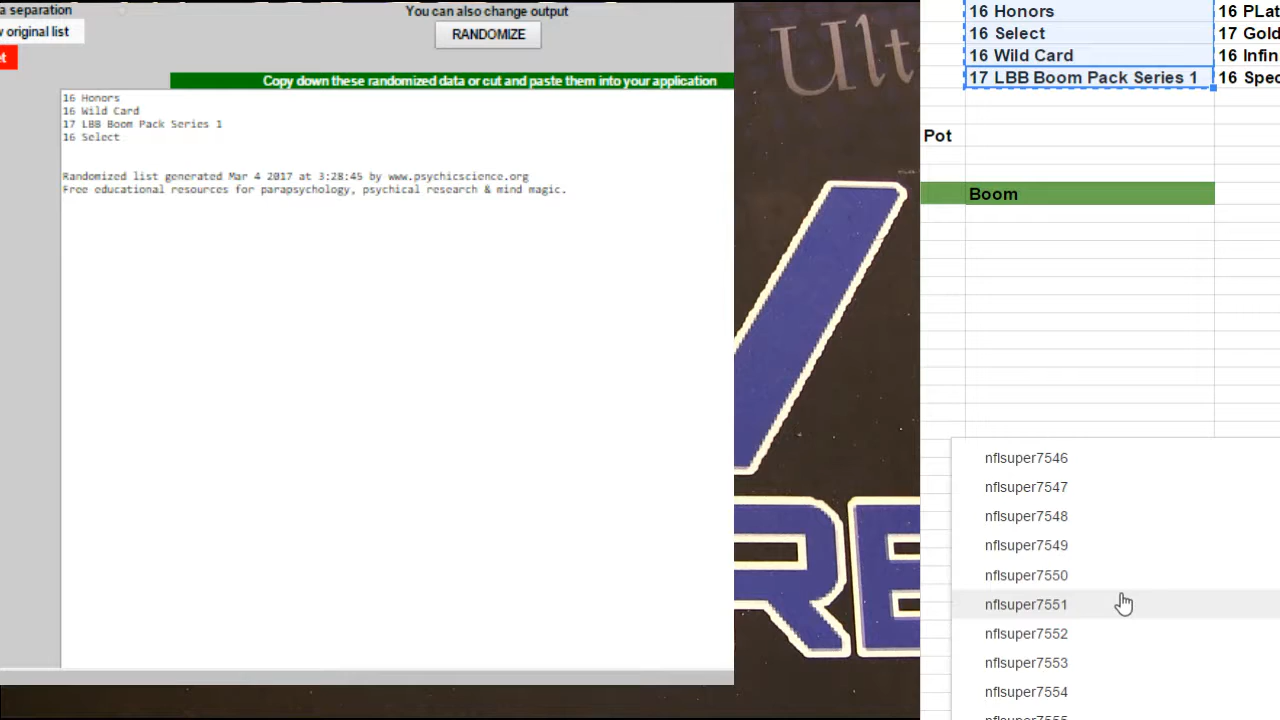 a separation
You can also change output
w original list
RANDOMIZE
Copy down these randomized data or cut and paste them into your application
16 Honors
16 Wild Card
17 LBB Boom Pack Series 1
16 Select
Randomized list generated Mar 4 2017 at 3:28:45 by www.psychicscience.org
Free educational resources for parapsychology, psychical research & mind magic.
Ult
RE
16 Honors
16 PLat
16 Select
17 Gold
16 Wild Card
16 Infin
17 LBB Boom Pack Series 1
16 Spec
Pot
Boom
nflsuper7546
nflsuper7547
nflsuper7548
nflsuper7549
nflsuper7550
nflsuper7551
nflsuper7552
nflsuper7553
nflsuper7554